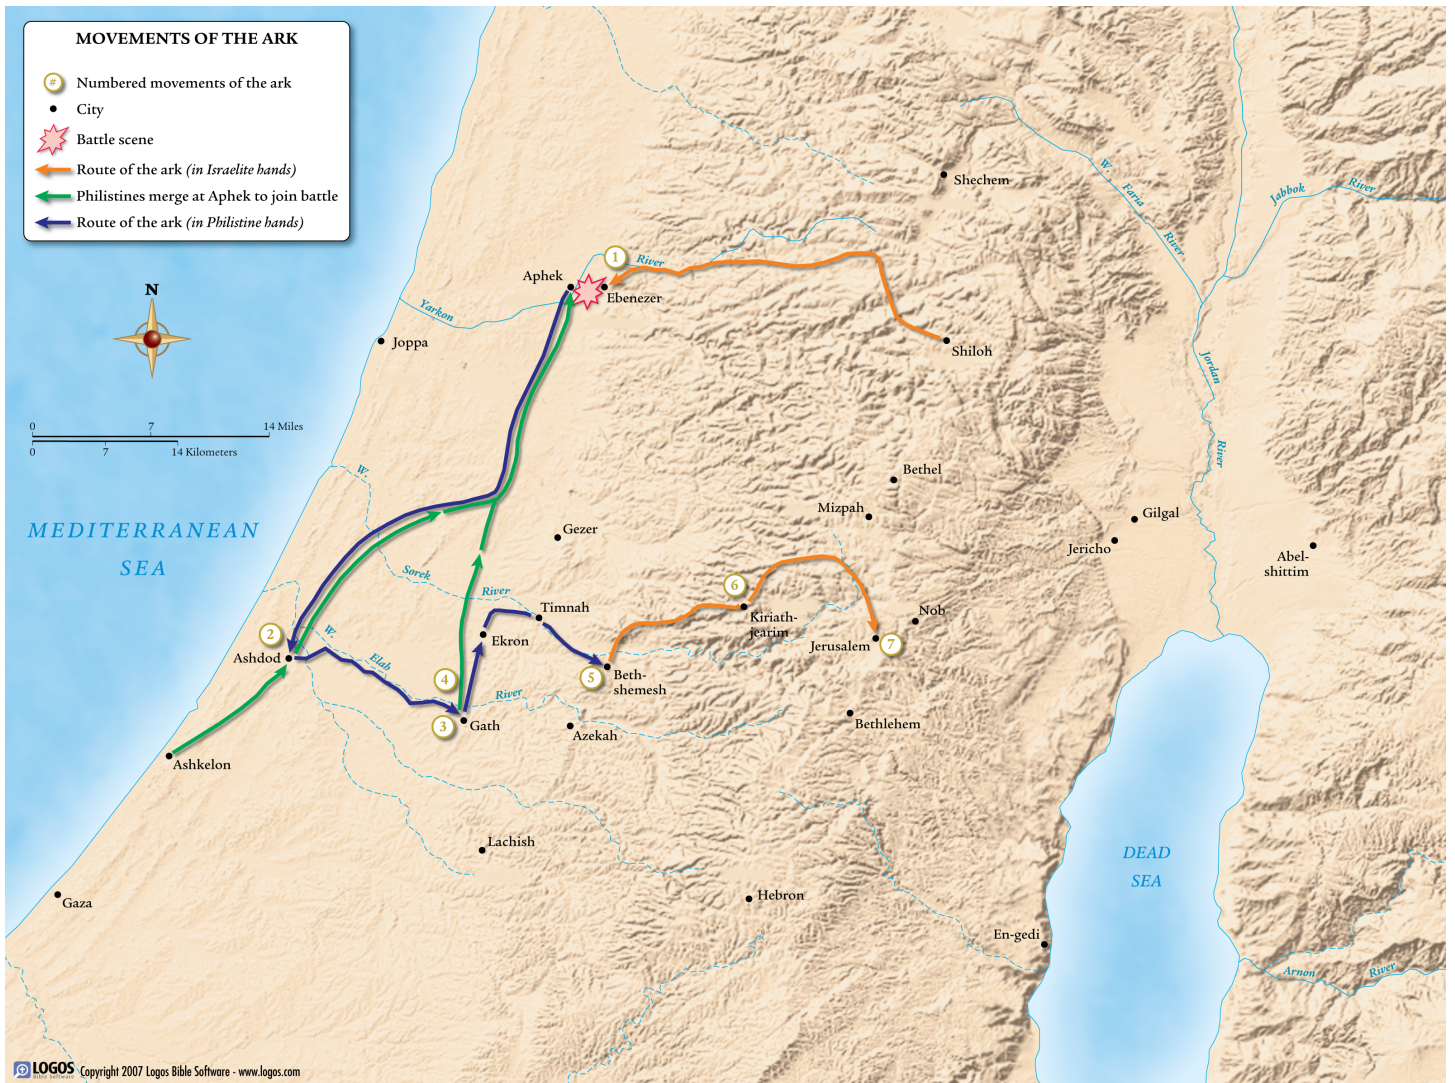 MOVEMENTS OF THE ARK
#
Numbered movements of the ark
City
Battle scene
Route of the ark (in Israelite hands)
Philistines merge at Aphek to join battle
Route of the ark (in Philistine hands)
N
0
7
14 Miles
0
7
14 Kilometers
MEDITERRANEAN
SEA
Shechem
W.
Faria
River
Jabbok
River
1
River
Aphek
Ebenezer
Yarkon
Joppa
Shiloh
Jordan
River
W.
Bethel
Mizpah
Gilgal
Gezer
Jericho
Abel-
shittim
Sorek
River
6
Timnah
Kiriath-
jearim
Nob
2
W.
Ekron
Jerusalem
7
Ashdod
Elah
4
5
Beth-
shemesh
River
3
Gath
Azekah
Bethlehem
Ashkelon
Lachish
DEAD
SEA
Gaza
Hebron
En-gedi
Arnon
River
LOGOS
Bible Software
Copyright 2007 Logos Bible Software - www.logos.com